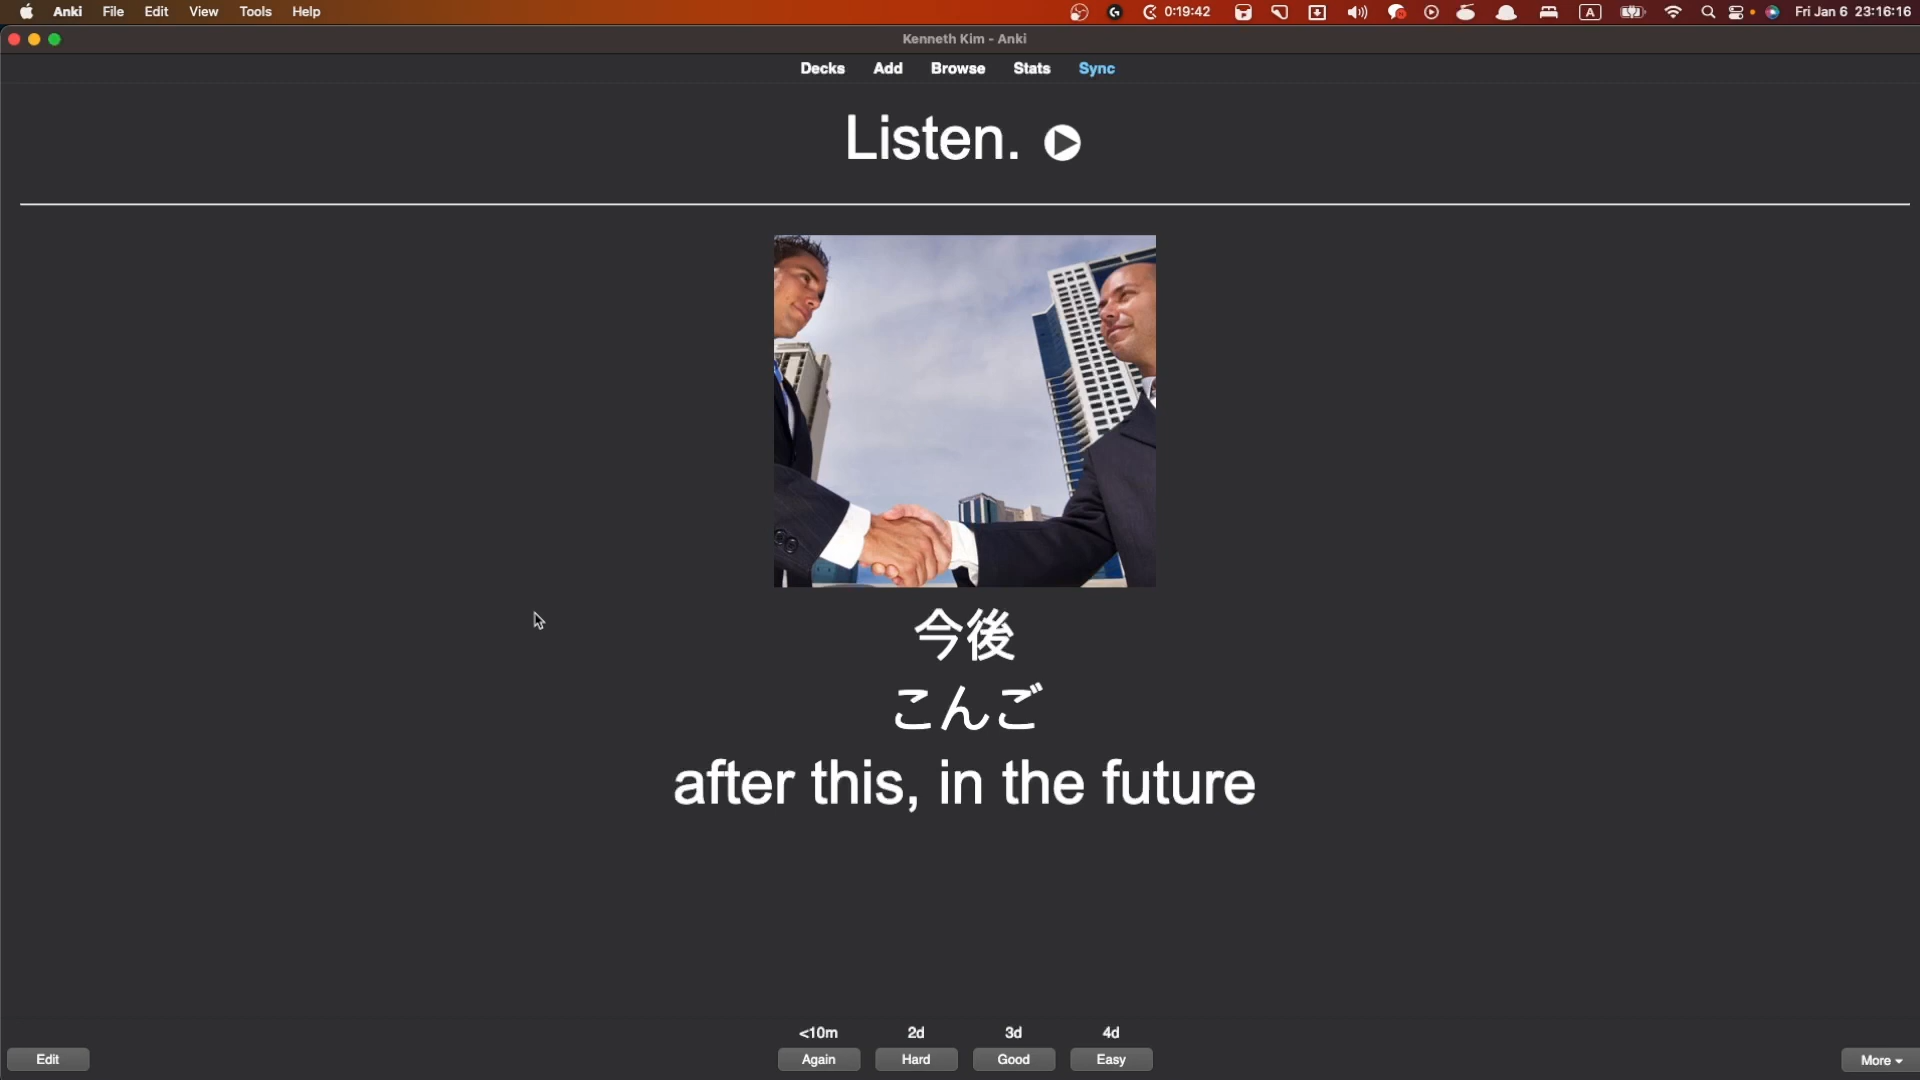 Anki File Edit View Tools Help 0:19:42 A Fri Jan 6 23:16:16
Kenneth Kim - Anki
Decks Add Browse Stats Sync
Listen.
今後
こんご
after this, in the future
<10m 2d 3d 4d
Edit Again Hard Good Easy More